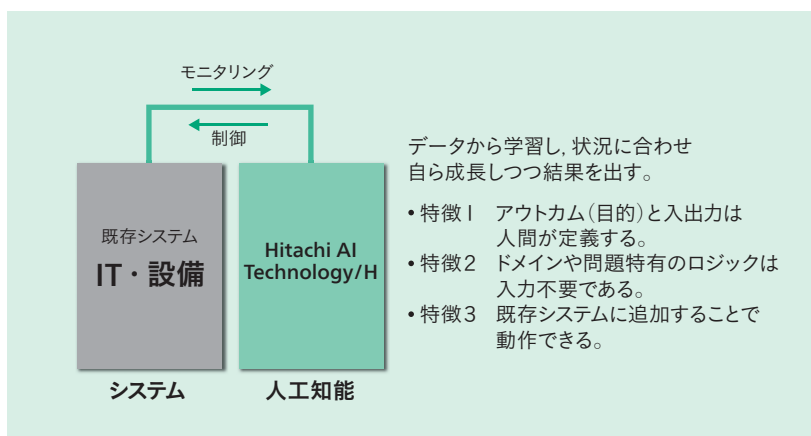 モニタリング
制御
既存システム
IT・設備
システム
Hitachi AI
Technology/H
人工知能
データから学習し, 状況に合わせ
自ら成長しつつ結果を出す。
• 特徴1 アウトカム(目的)と入出力は
人間が定義する。
• 特徴2 ドメインや問題特有のロジックは
入力不要である。
• 特徴3 既存システムに追加することで
動作できる。